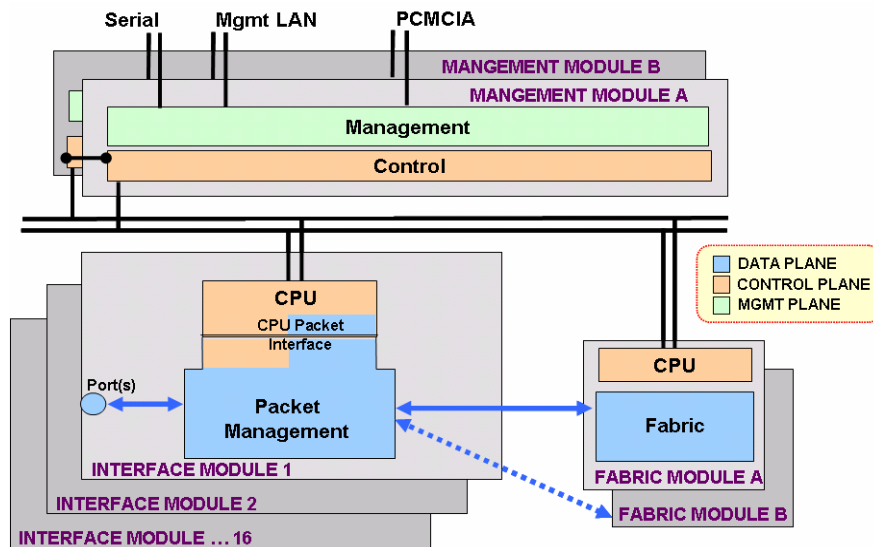 Serial Mgmt LAN PCMCIA
MANGEMENT MODULE B
MANGEMENT MODULE A
Management
Control
CPU
CPU Packet
Interface
Port(s)
Packet
Management
INTERFACE MODULE 1
INTERFACE MODULE 2
INTERFACE MODULE ... 16
DATA PLANE
CONTROL PLANE
MGMT PLANE
CPU
Fabric
FABRIC MODULE A
FABRIC MODULE B